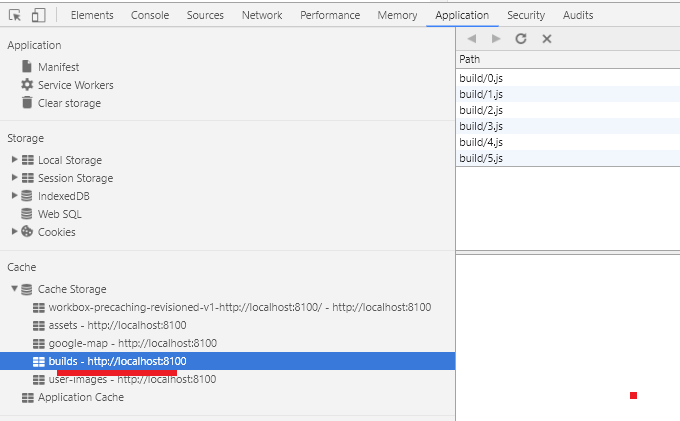 Elements Console Sources Network Performance Memory Application Security Audits
Application
Manifest
Service Workers
Clear storage
Storage
Local Storage
Session Storage
IndexedDB
Web SQL
Cookies
Cache
Cache Storage
workbox-precaching-revisioned-v1-http://localhost:8100/ - http://localhost:8100
assets - http://localhost:8100
google-map - http://localhost:8100
builds - http://localhost:8100
user-images - http://localhost:8100
Application Cache
Path
build/0.js
build/1.js
build/2.js
build/3.js
build/4.js
build/5.js